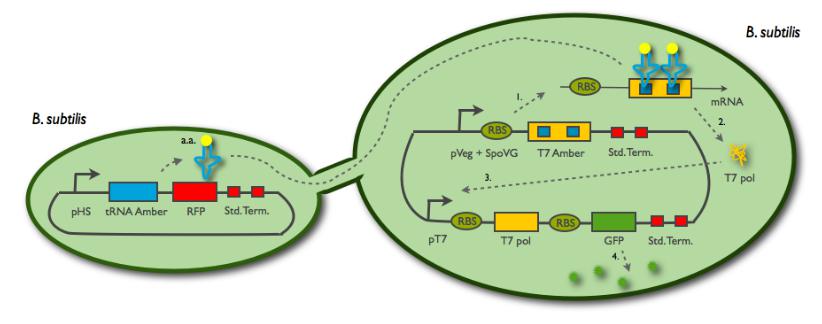 B. subtilis
a.a.
pHS
tRNA Amber
RFP
Std.Term.
B. subtilis
RBS
mRNA
1.
2.
RBS
pVeg + SpoVG
T7 Amber
Std.Term.
T7 pol
3.
RBS
RBS
pT7
T7 pol
GFP
Std.Term.
4.